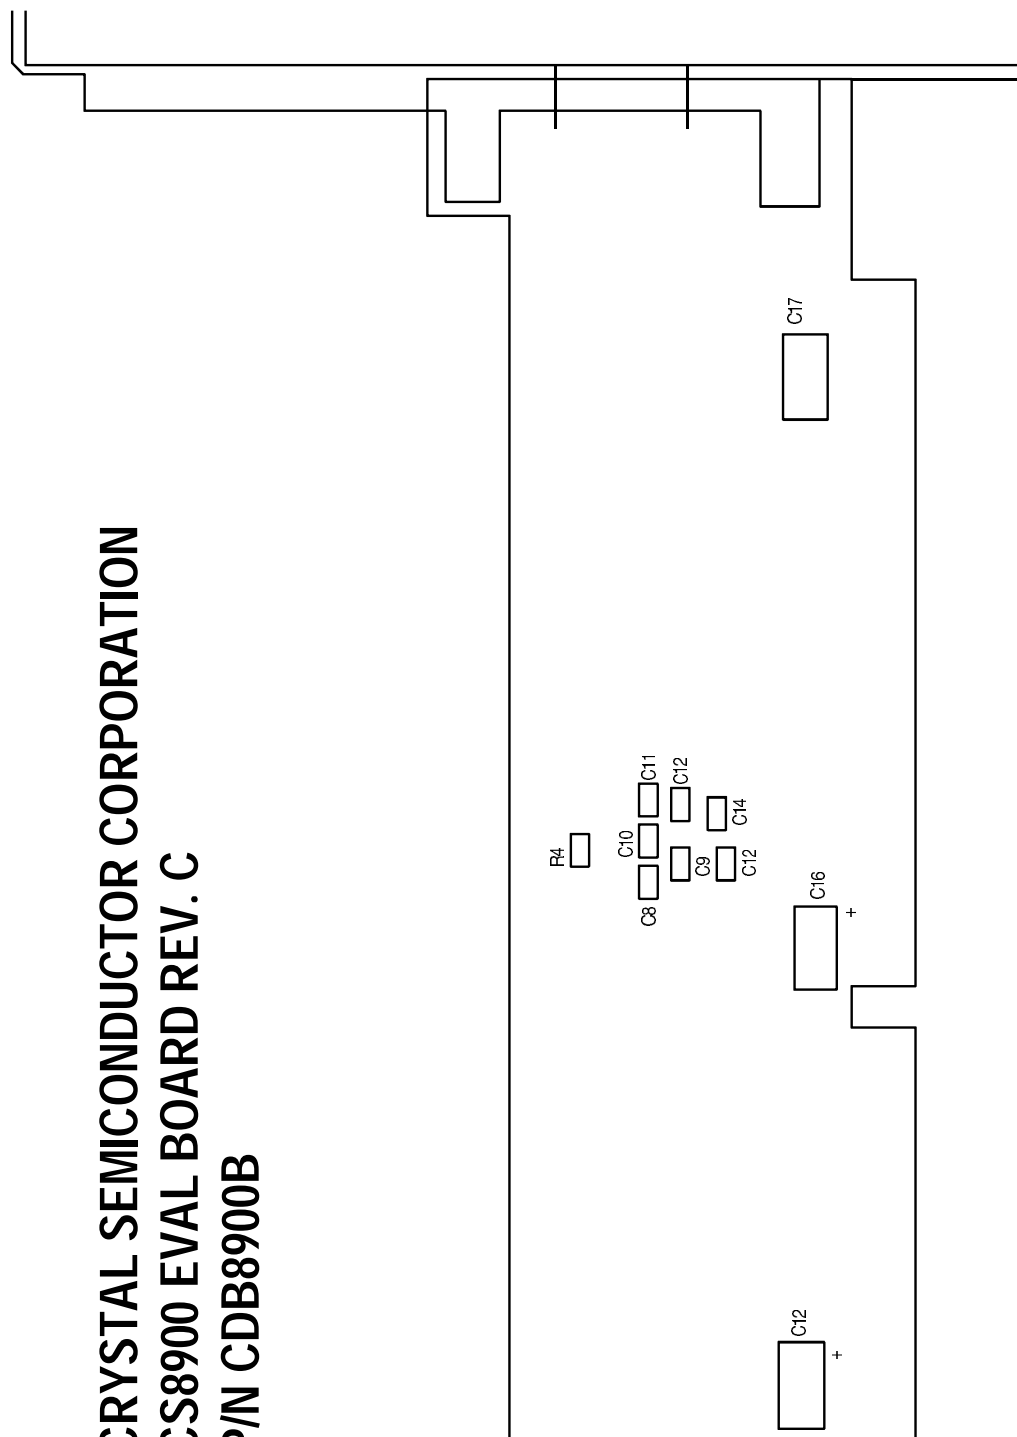 CRYSTAL SEMICONDUCTOR CORPORATION
CS8900 EVAL BOARD REV. C
P/N CDB8900B
C17
C11
C12
C14
C10
R4
C9
C12
C8
C16
+
C12
+